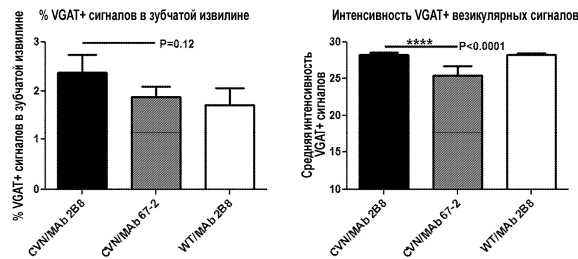 % VGAT+ сигналов в зубчатой извилине
% VGAT+ сигналов в зубчатой извилине
3
2
1
0
P=0.12
CVN/MAb 2B8
CVN/MAb 67-2
WT/MAb 2B8
Интенсивность VGAT+ везикулярных сигналов
Средняя интенсивность
VGAT+ сигналов
30
25
20
15
10
****
P<0.0001
CVN/MAb 2B8
CVN/MAb 67-2
WT/MAb 2B8